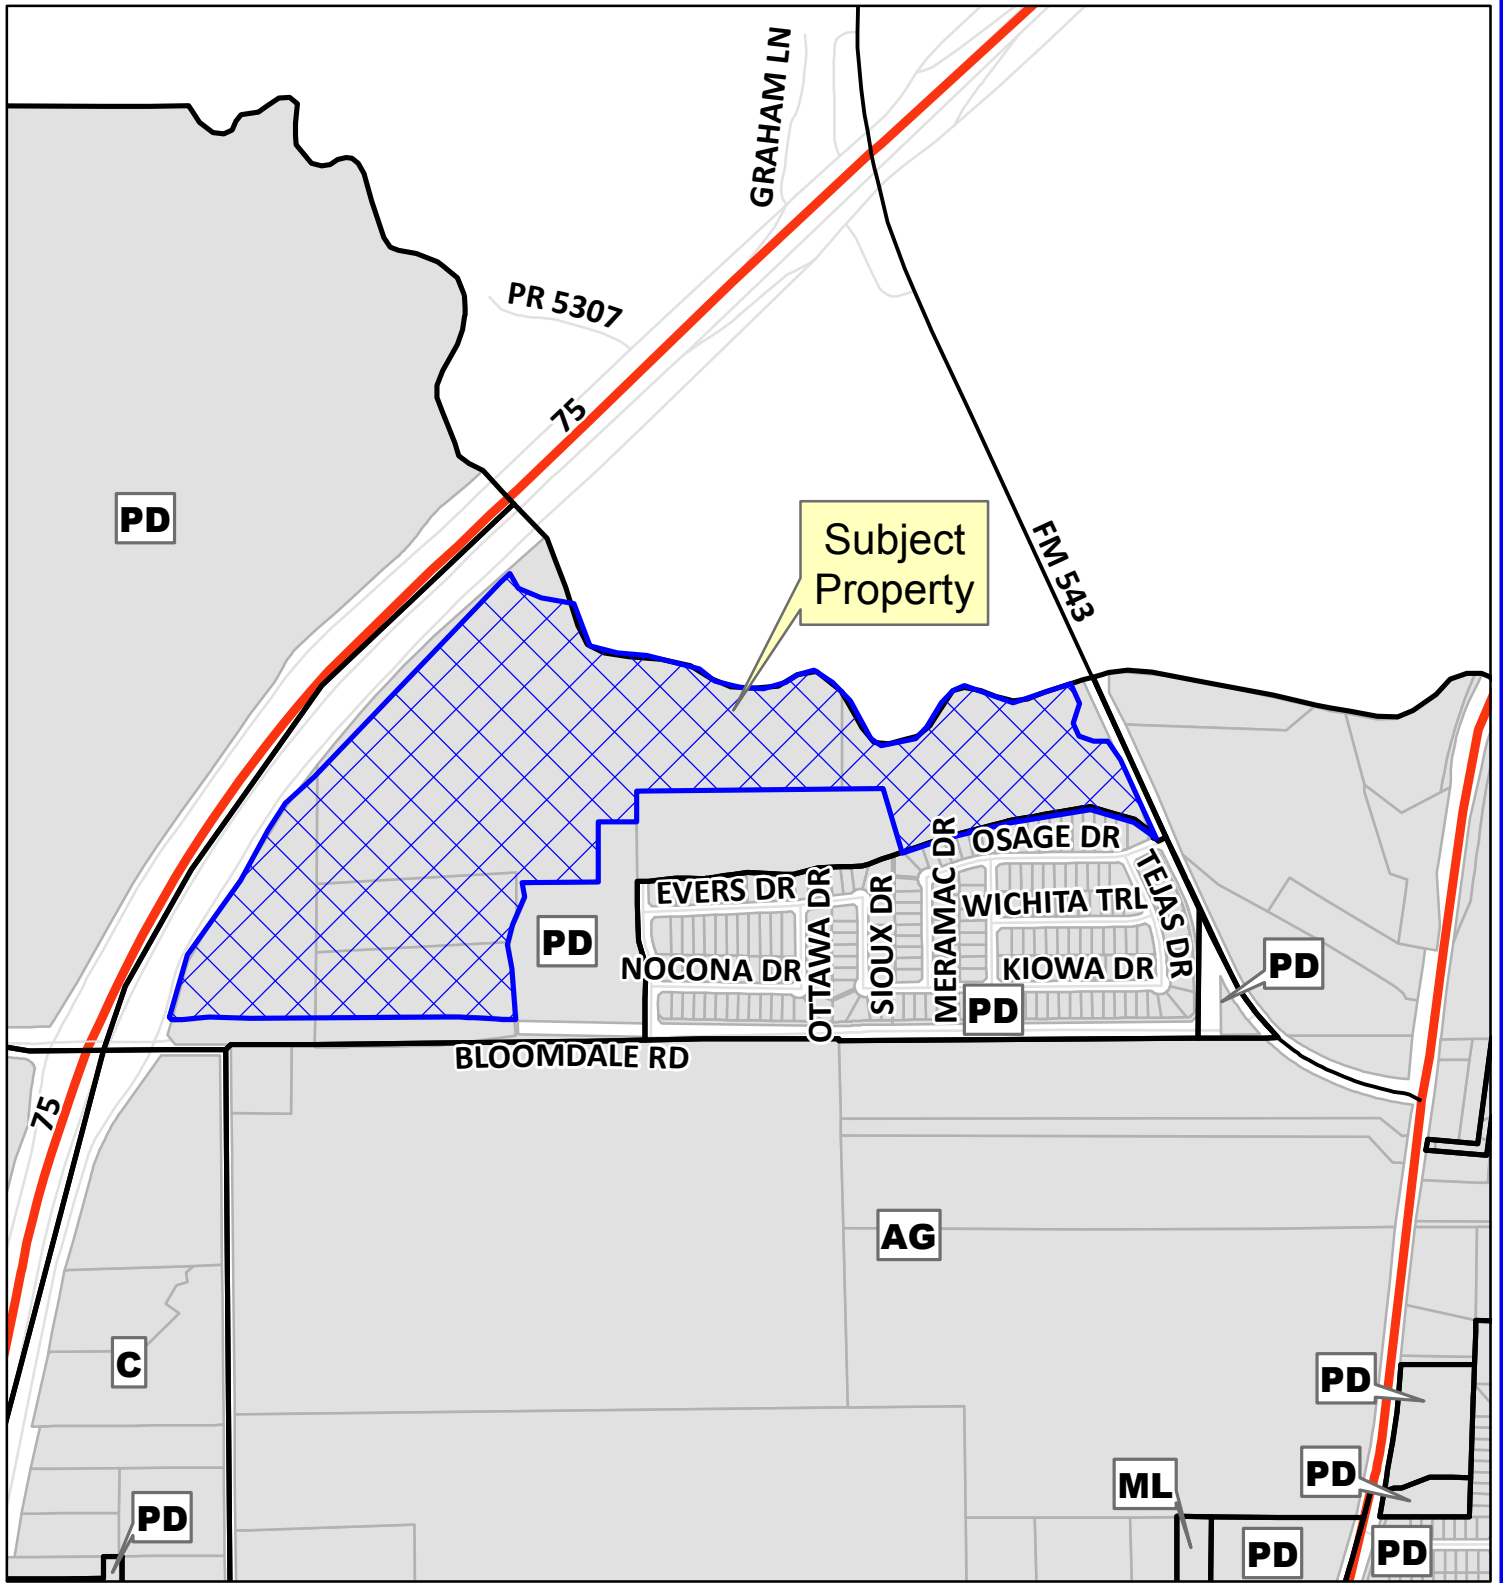 GRAHAM LN
PR 5307
75
PD
Subject
Property
FM 543
OSAGE DR
EVERS DR
OTTAWA DR
SIOUX DR
MERAMAC DR
WICHITA TRL
TEJAS DR
PD
NOCONA DR
KIOWA DR
PD
PD
BLOOMDALE RD
75
AG
C
PD
PD
ML
PD
PD
PD